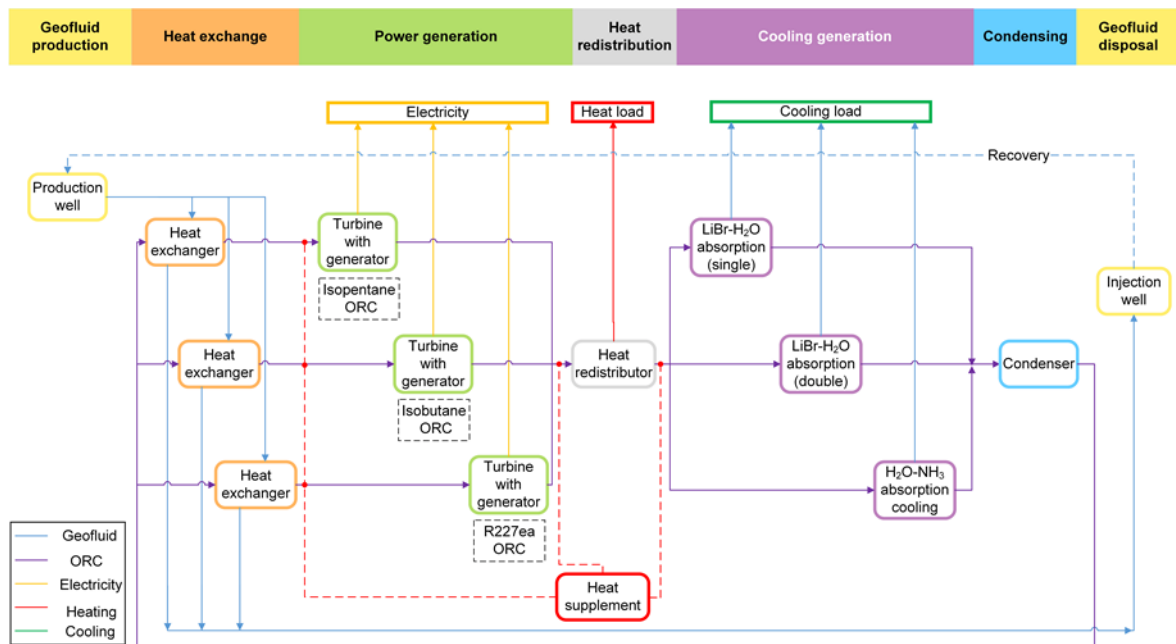 Geofluid
production
Heat exchange
Power generation
Heat
redistribution
Cooling generation
Condensing
Geofluid
disposal
Electricity
Heat load
Cooling load
Recovery
Production
well
Heat
exchanger
Turbine
with
generator
LiBr-H₂O
absorption
(single)
Isopentane
ORC
Injection
well
Heat
exchanger
Turbine
with
generator
Heat
redistributor
LiBr-H₂O
absorption
(double)
Condenser
Isobutane
ORC
Heat
exchanger
Turbine
with
generator
H₂O-NH₃
absorption
cooling
R227ea
ORC
Heat
supplement
Geofluid
ORC
Electricity
Heating
Cooling